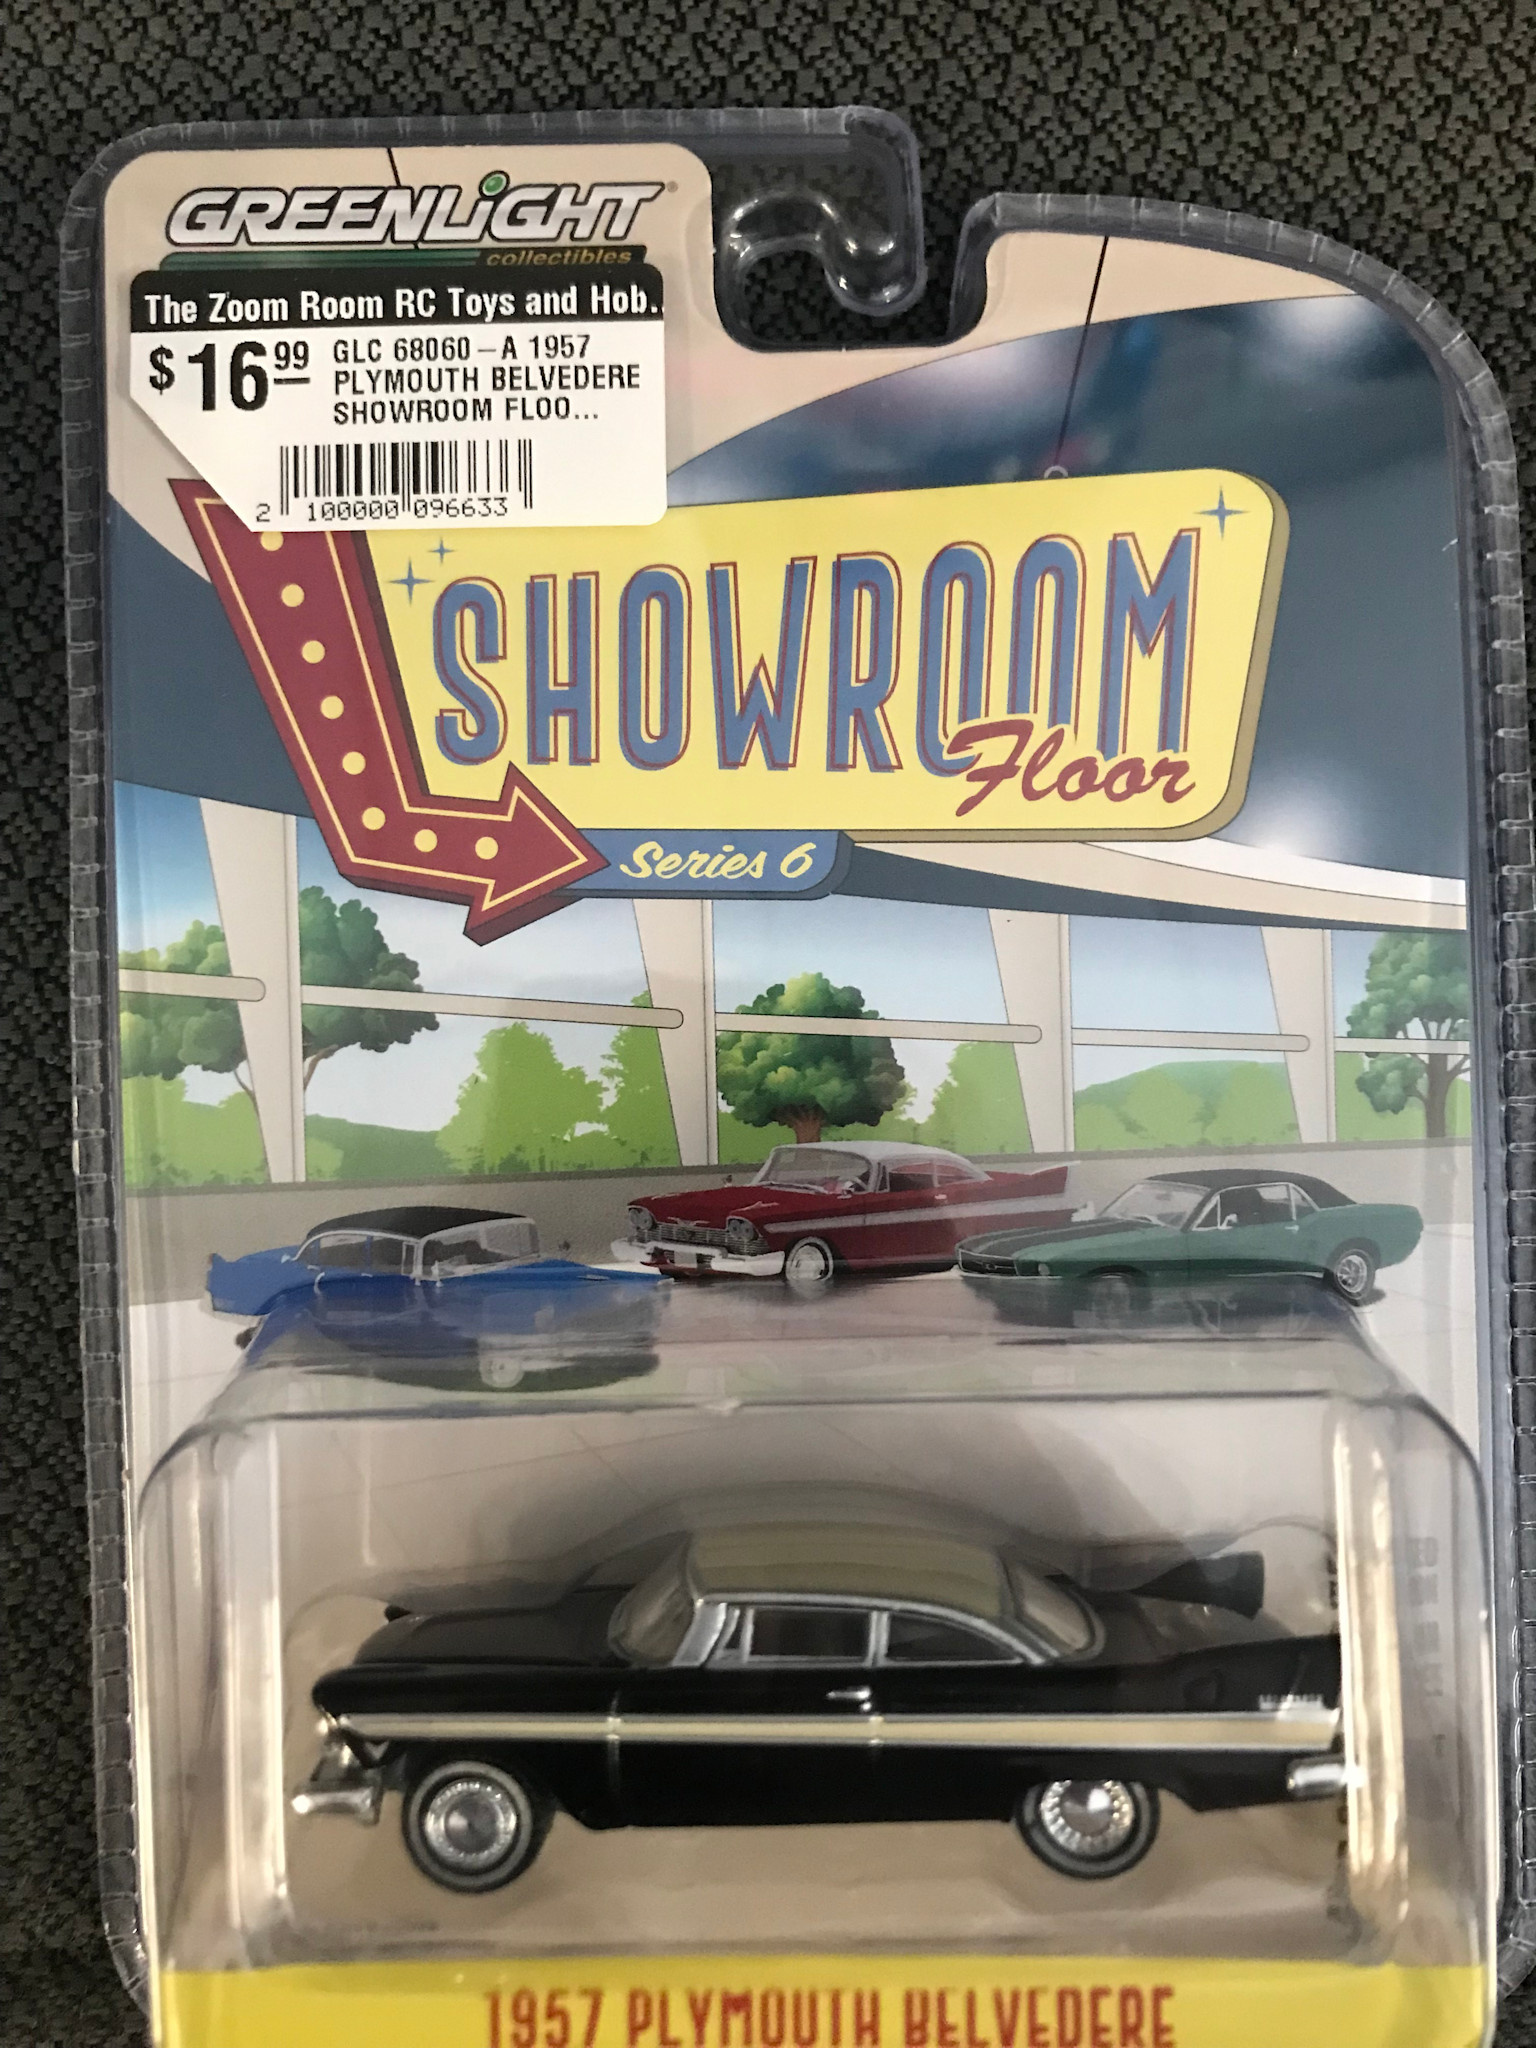 GREENLiGHT®
collectibles
The Zoom Room RC Toys and Hob..
$16.99
GLC 68060-A 1957
PLYMOUTH BELVEDERE
SHOWROOM FLOO...
2 100000 096633
SHOWROOM
Floor
Series 6
1957 PLYMOUTH BELVEDERE